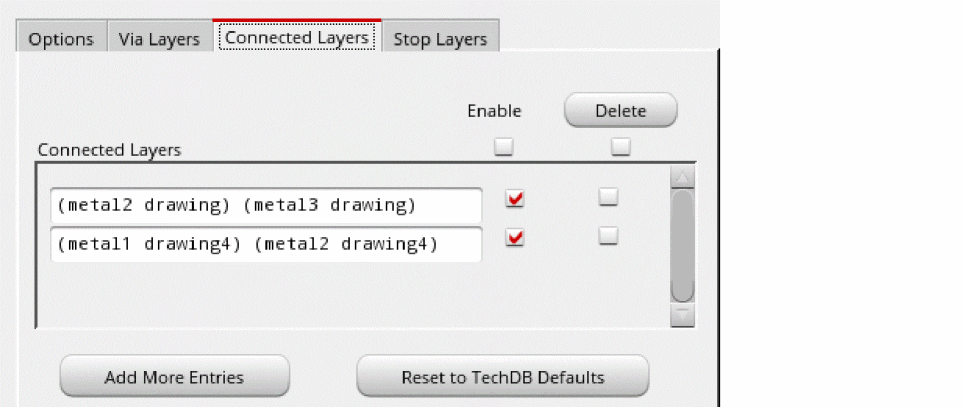 Options Via Layers Connected Layers Stop Layers
Enable Delete
Connected Layers
(metal2 drawing) (metal3 drawing)
(metal1 drawing4) (metal2 drawing4)
Add More Entries Reset to TechDB Defaults